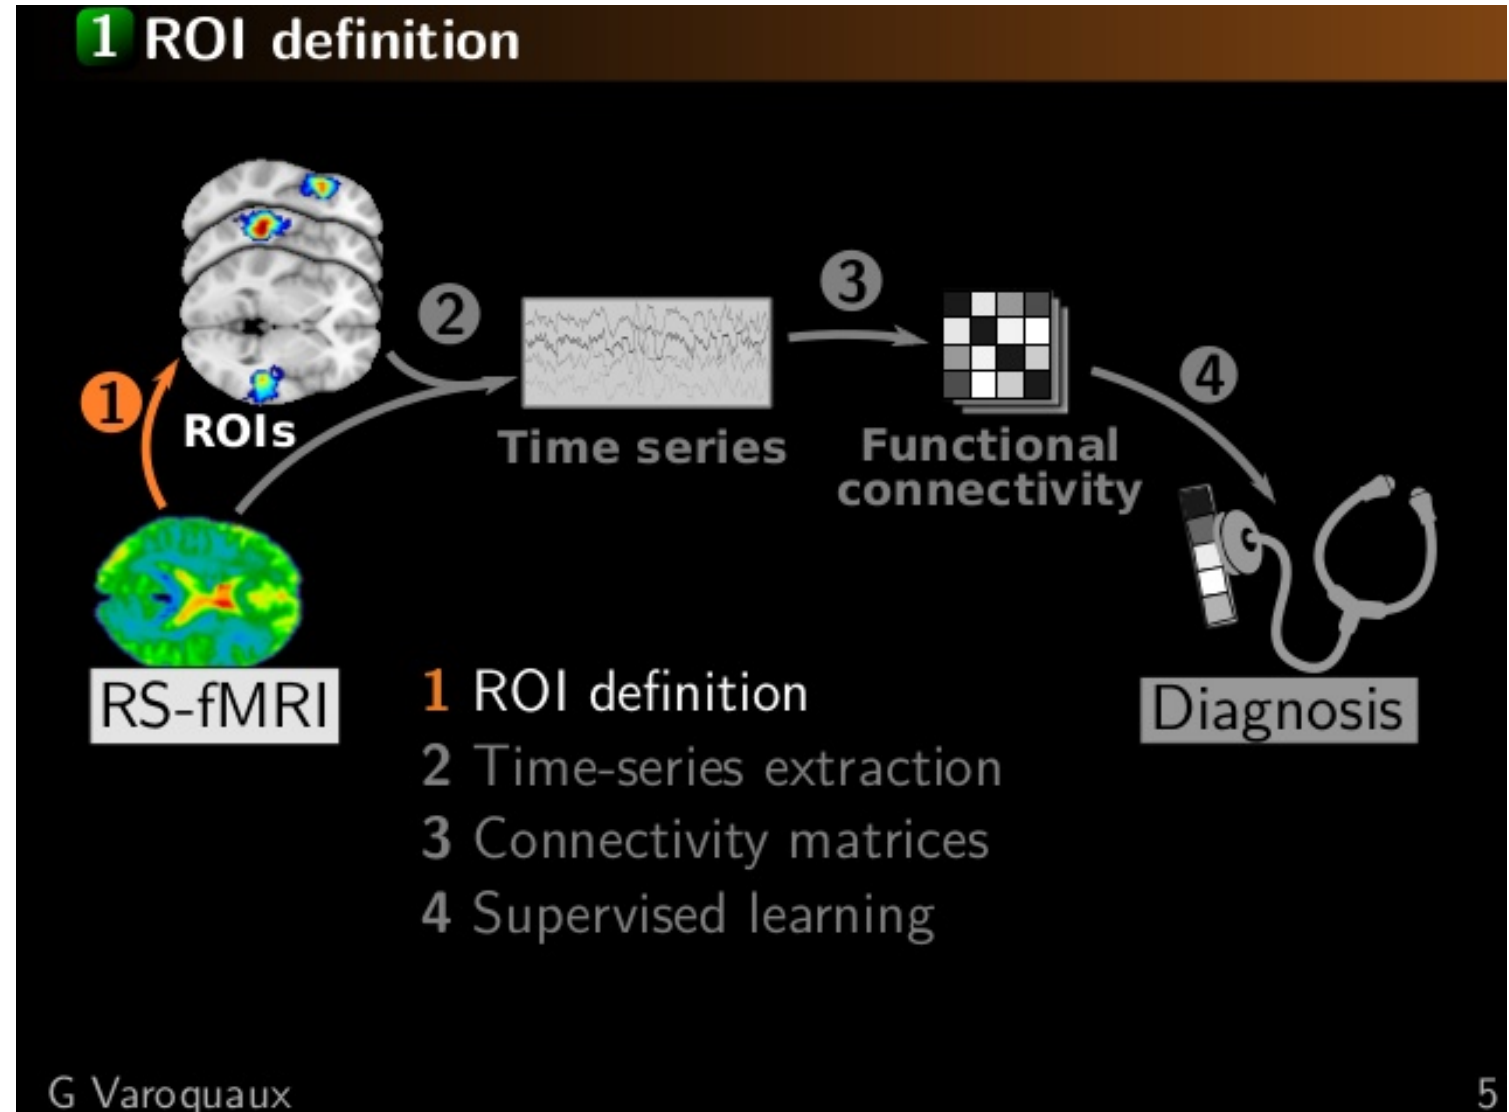 1 ROI definition
2
3
4
1
ROIs
Time series
Functional
connectivity
RS-fMRI
Diagnosis
1 ROI definition
2 Time-series extraction
3 Connectivity matrices
4 Supervised learning
G Varoquaux
5